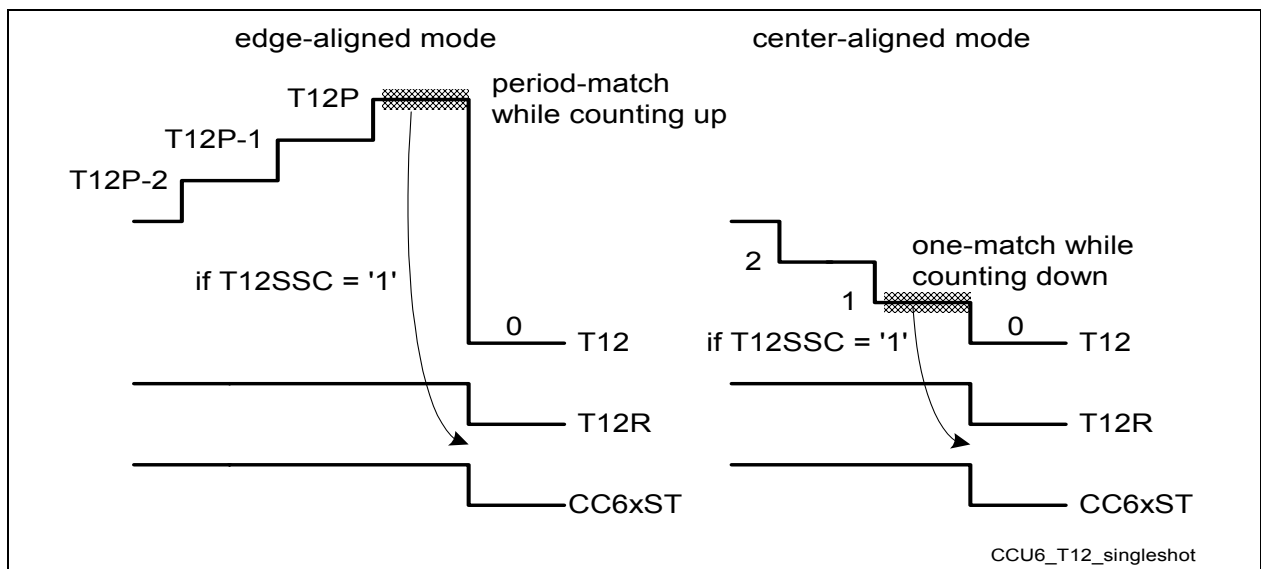 edge-aligned mode
center-aligned mode
T12P
period-match
while counting up
T12P-1
T12P-2
if T12SSC = '1'
0
T12
T12R
CC6xST
2
one-match while
counting down
1
if T12SSC = '1'
0
T12
T12R
CC6xST
CCU6_T12_singleshot